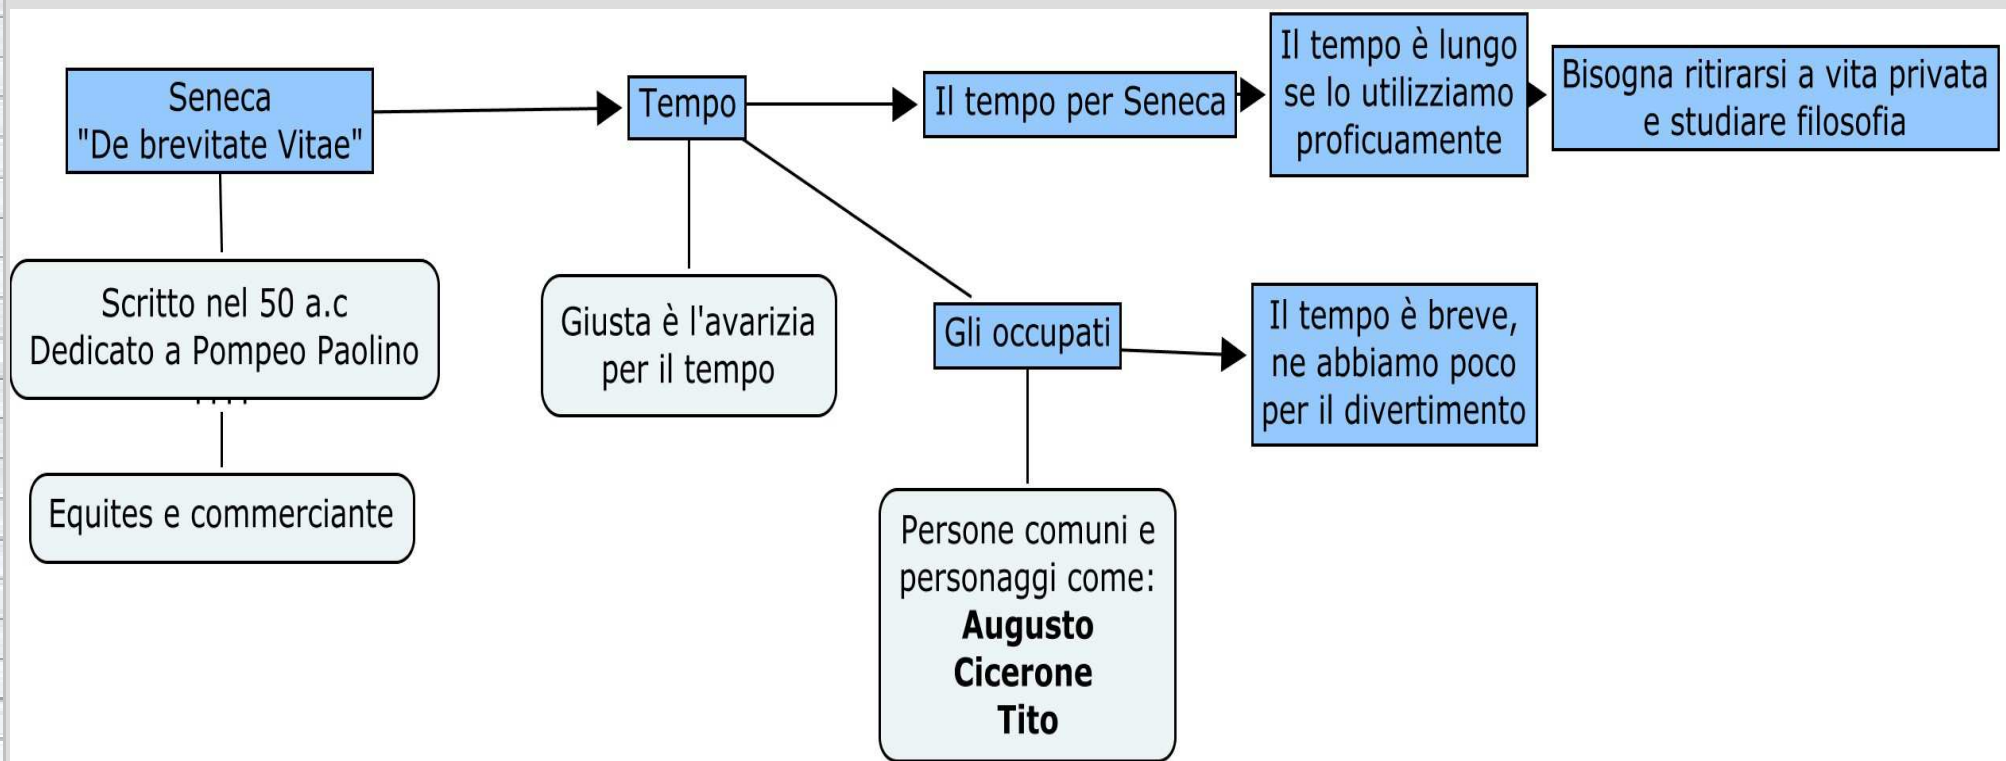 Seneca
"De brevitate Vitae"
Tempo
Il tempo per Seneca
Il tempo è lungo
se lo utilizziamo
proficuamente
Bisogna ritirarsi a vita privata
e studiare filosofia
Scritto nel 50 a.c
Dedicato a Pompeo Paolino
Giusta è l'avarizia
per il tempo
Gli occupati
Il tempo è breve,
ne abbiamo poco
per il divertimento
Equites e commerciante
Persone comuni e
personaggi come:
Augusto
Cicerone
Tito